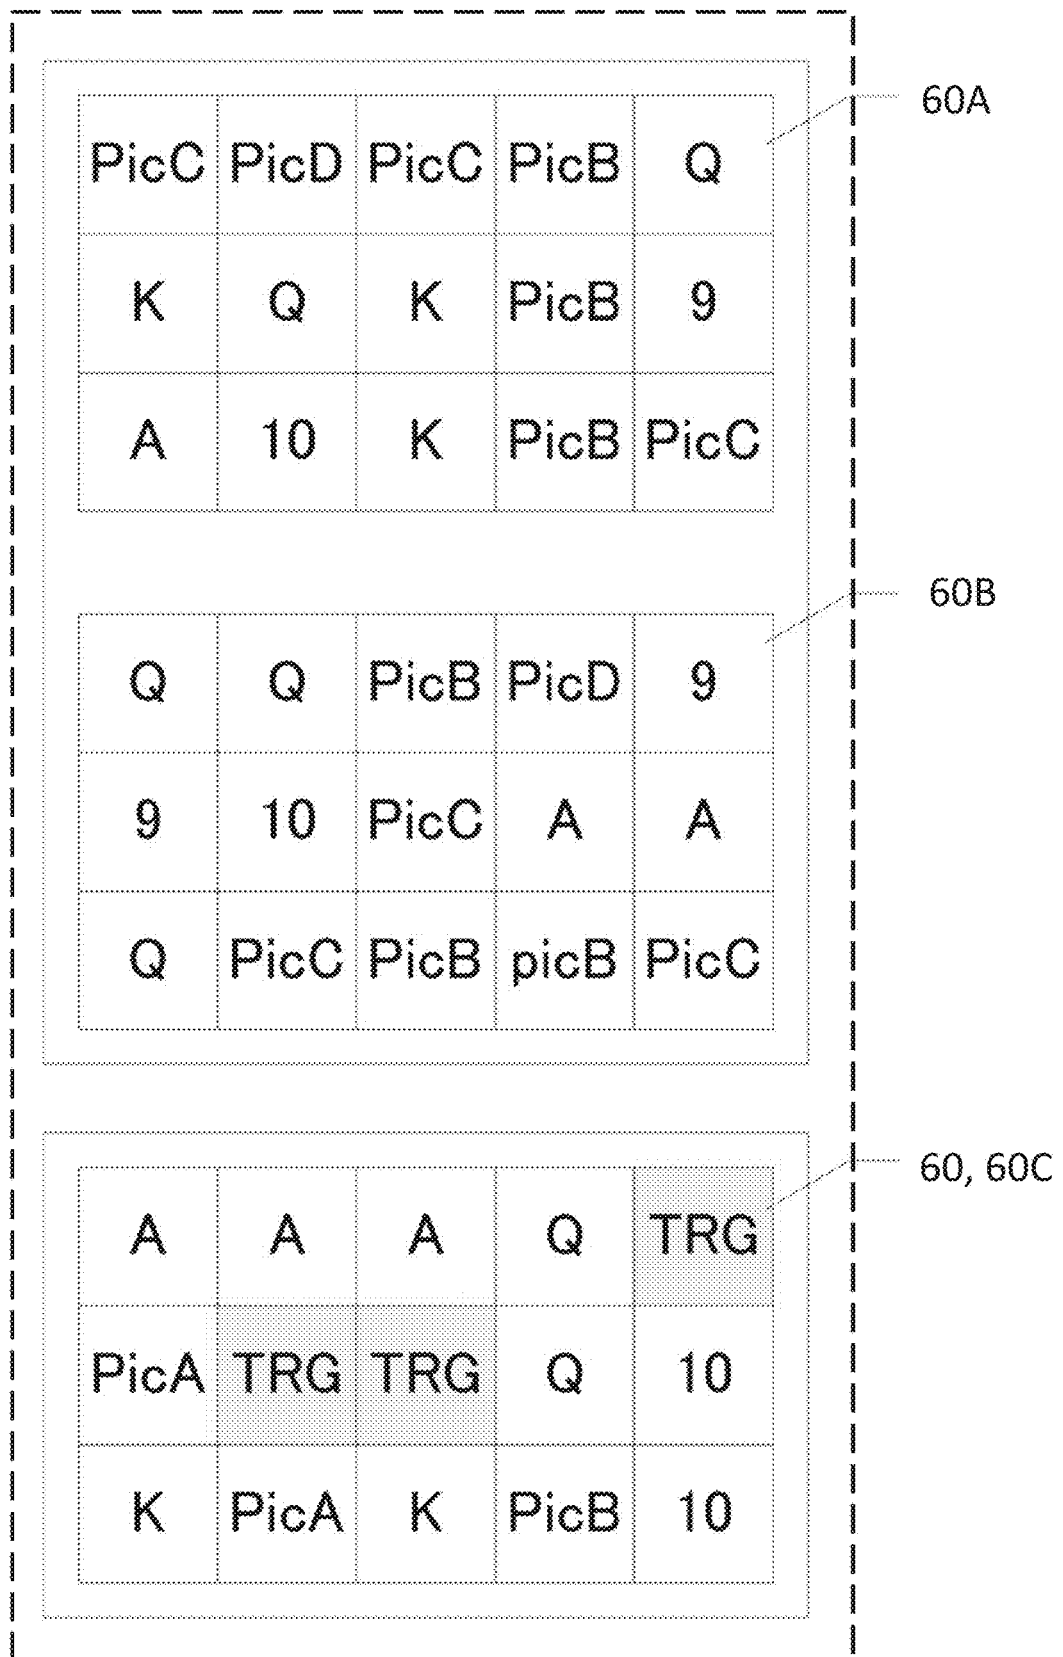 PicC PicD PicC PicB Q
60A
K Q K PicB 9
A 10 K PicB PicC
60B
Q Q PicB PicD 9
9 10 PicC A A
Q PicC PicB picB PicC
60, 60C
A A A Q TRG
PicA TRG TRG Q 10
K PicA K PicB 10